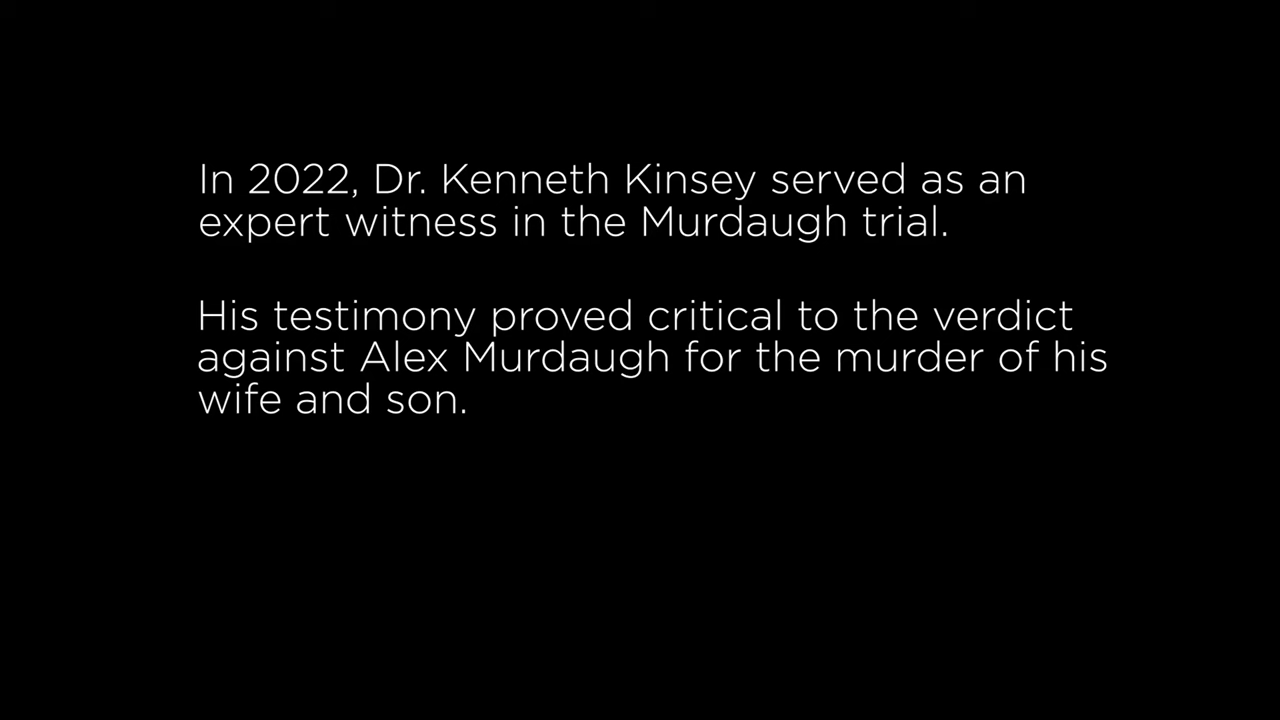 In 2022, Dr. Kenneth Kinsey served as an
expert witness in the Murdaugh trial.
His testimony proved critical to the verdict
against Alex Murdaugh for the murder of his
wife and son.